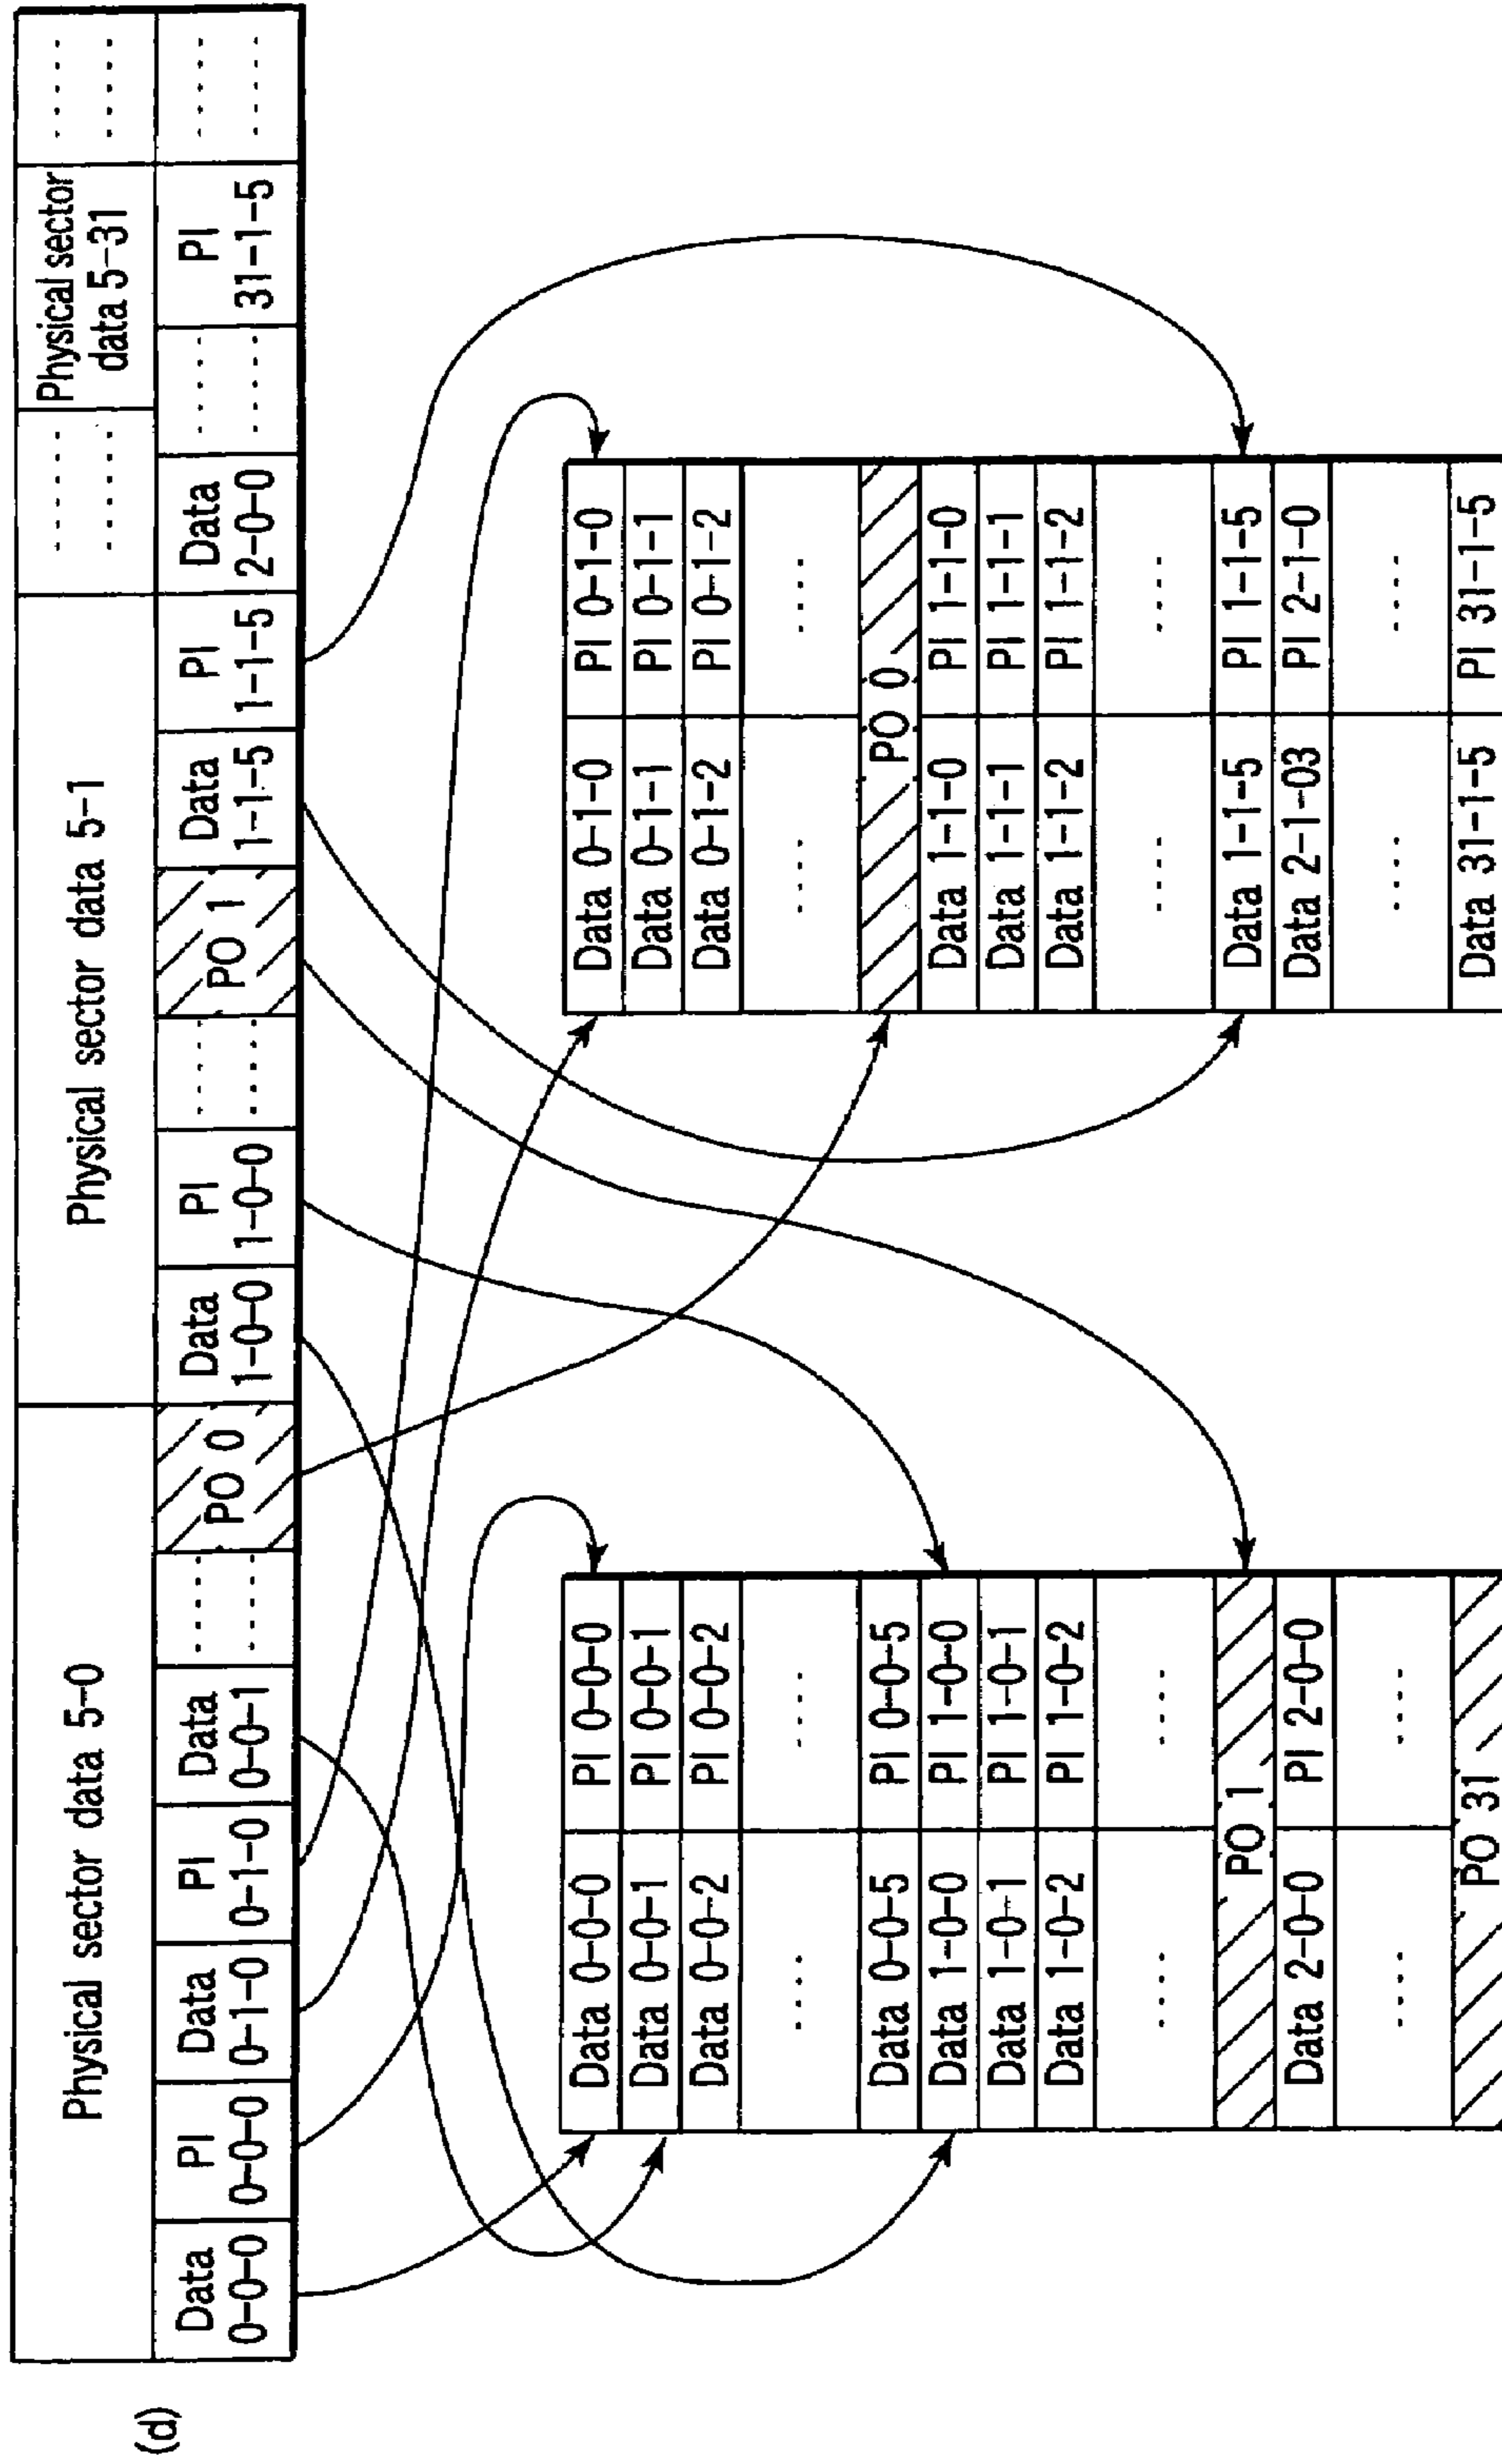 (d)
Physical sector data 5-0
Physical sector data 5-1
......
......
Physical sector
data 5-31
.....
.....
Data
0-0-0
PI
0-0-0
Data
0-1-0
PI
0-1-0
Data
0-0-1
.....
.....
PO 0
Data
1-0-0
PI
1-0-0
.....
.....
PO 1
Data
1-1-5
PI
1-1-5
Data
2-0-0
.....
.....
PI
31-1-5
.....
.....
Data 0-0-0 PI 0-0-0
Data 0-0-1 PI 0-0-1
Data 0-0-2 PI 0-0-2
.... ....
Data 0-0-5 PI 0-0-5
Data 1-0-0 PI 1-0-0
Data 1-0-1 PI 1-0-1
Data 1-0-2 PI 1-0-2
.... ....
PO 1
Data 2-0-0 PI 2-0-0
.... ....
PO 31
Data 0-1-0 PI 0-1-0
Data 0-1-1 PI 0-1-1
Data 0-1-2 PI 0-1-2
.... ....
PO 0
Data 1-1-0 PI 1-1-0
Data 1-1-1 PI 1-1-1
Data 1-1-2 PI 1-1-2
.... ....
Data 1-1-5 PI 1-1-5
Data 2-1-03 PI 2-1-0
.... ....
Data 31-1-5 PI 31-1-5